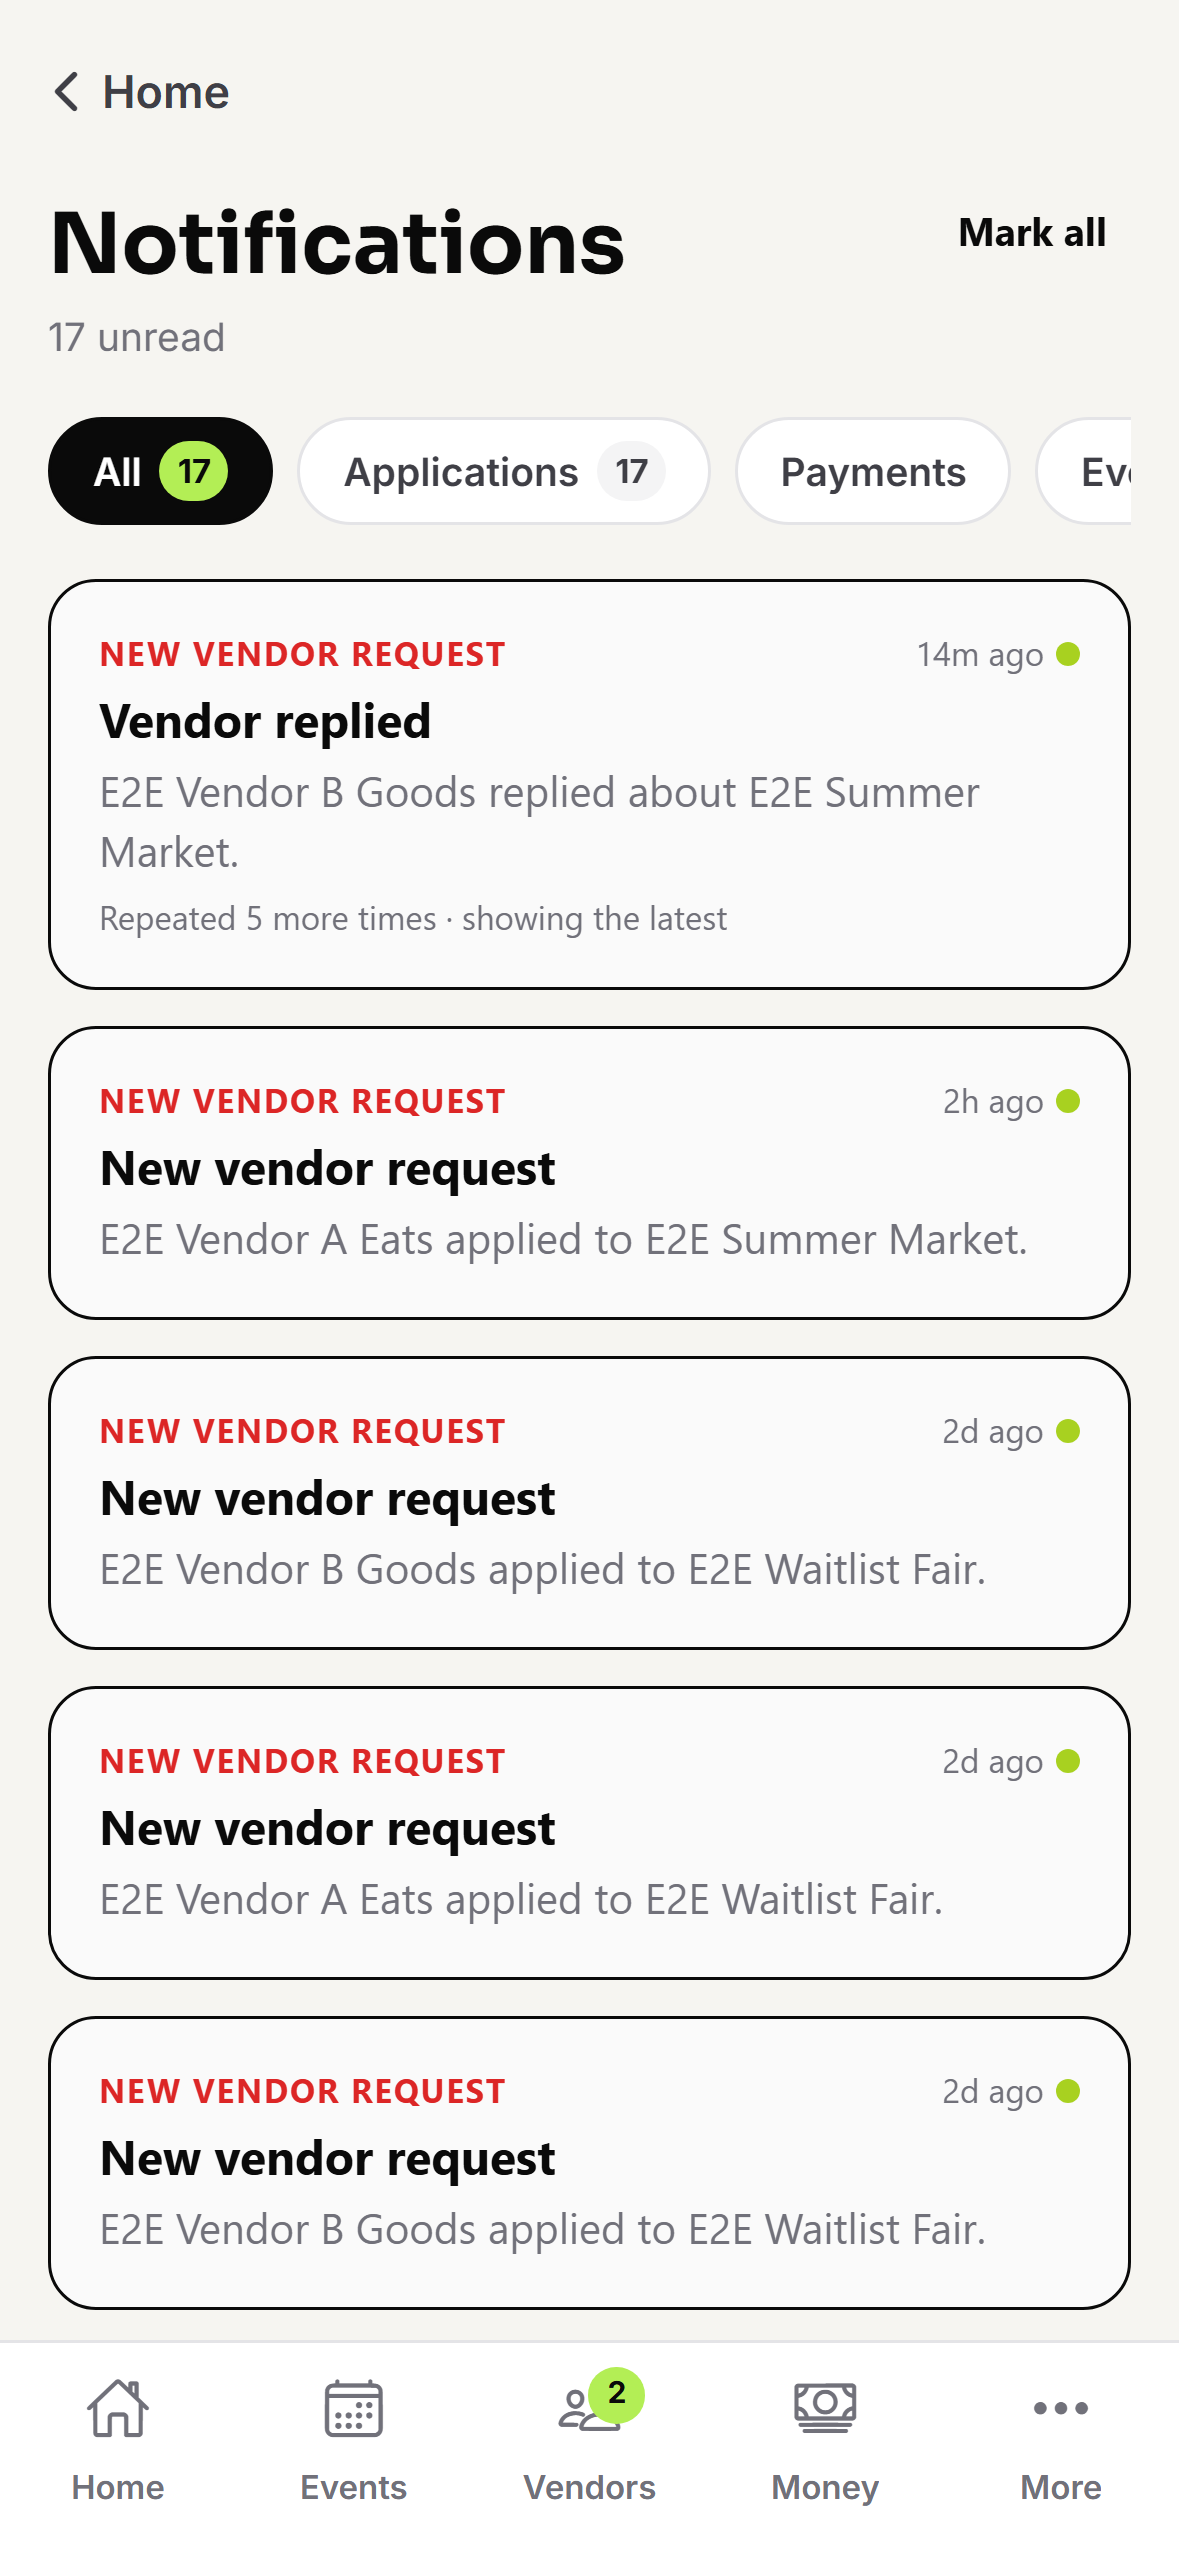 Home
Notifications
Mark all
17 unread
All 17
Applications 17
Payments
NEW VENDOR REQUEST
14m ago
Vendor replied
E2E Vendor B Goods replied about E2E Summer
Market.
Repeated 5 more times · showing the latest
NEW VENDOR REQUEST
2h ago
New vendor request
E2E Vendor A Eats applied to E2E Summer Market.
NEW VENDOR REQUEST
2d ago
New vendor request
E2E Vendor B Goods applied to E2E Waitlist Fair.
NEW VENDOR REQUEST
2d ago
New vendor request
E2E Vendor A Eats applied to E2E Waitlist Fair.
NEW VENDOR REQUEST
2d ago
New vendor request
E2E Vendor B Goods applied to E2E Waitlist Fair.
2
Home
Events
Vendors
Money
More